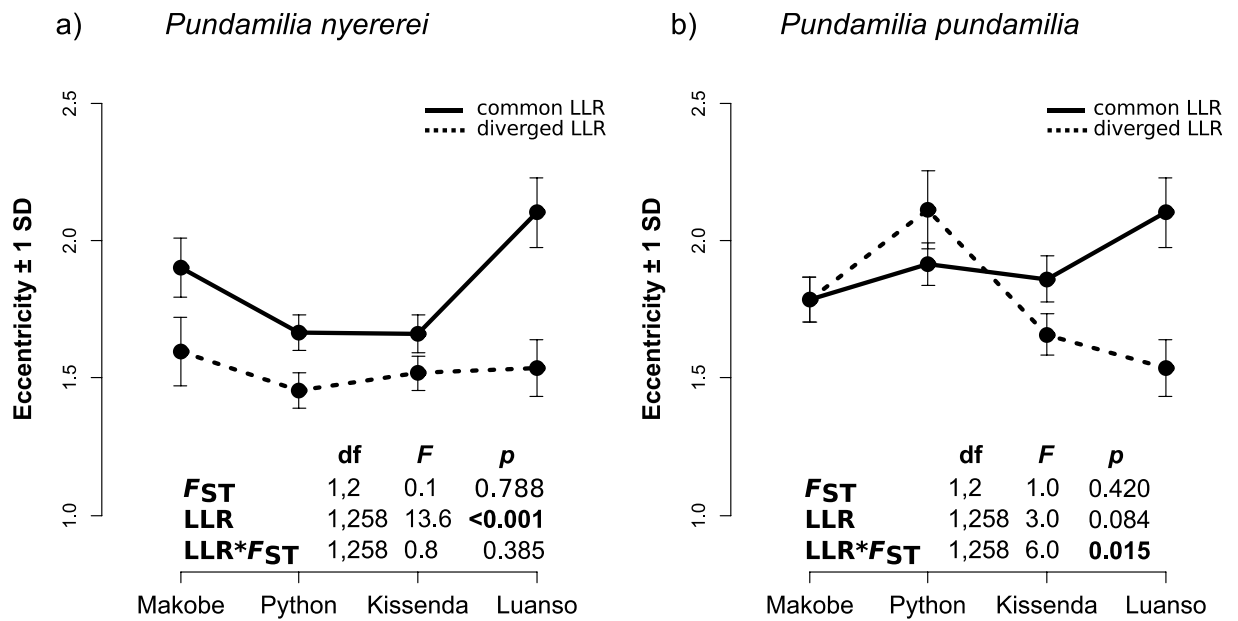 a) Pundamilia nyererei
2.5
2.0
1.5
1.0
Eccentricity ± 1 SD
common LLR
diverged LLR
df F p
FST 1,2 0.1 0.788
LLR 1,258 13.6 <0.001
LLR*FST 1,258 0.8 0.385
Makobe Python Kissenda Luanso
b) Pundamilia pundamilia
2.5
2.0
1.5
1.0
Eccentricity ± 1 SD
common LLR
diverged LLR
df F p
FST 1,2 1.0 0.420
LLR 1,258 3.0 0.084
LLR*FST 1,258 6.0 0.015
Makobe Python Kissenda Luanso